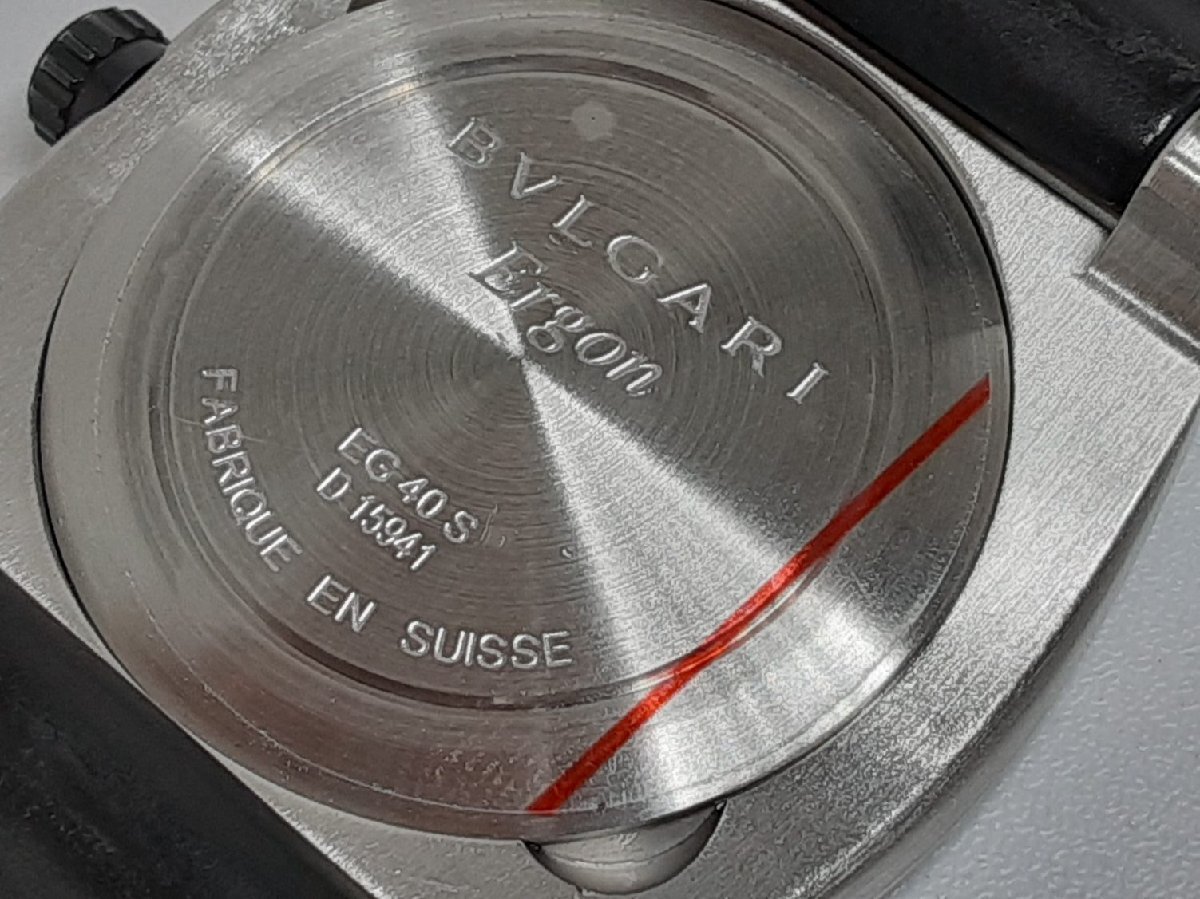 BVLGARI
Ergon
EG 40 S
D 15941
FABRIQUE EN SUISSE